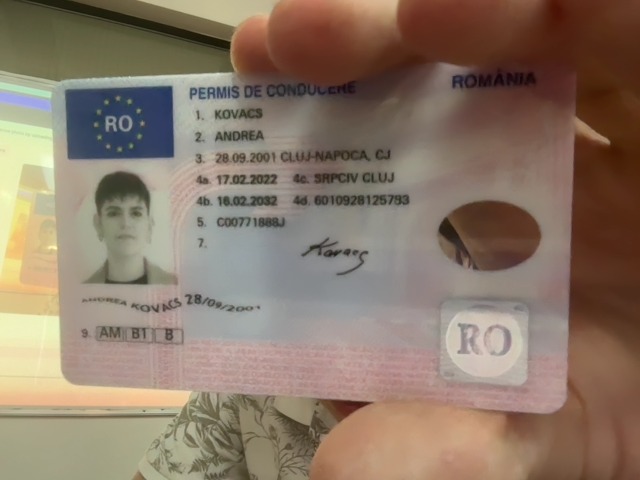 RO
PERMIS DE CONDUCERE ROMÂNIA
1. KOVACS
2. ANDREA
3. 28.09.2001 CLUJ-NAPOCA, CJ
4a. 17.02.2022 4c. SRPCIV CLUJ
4b. 16.02.2032 4d. 6010928125793
5. C00771888J
7. Kovacs
ANDREA KOVACS 28/09/2001
9. AM B1 B
RO